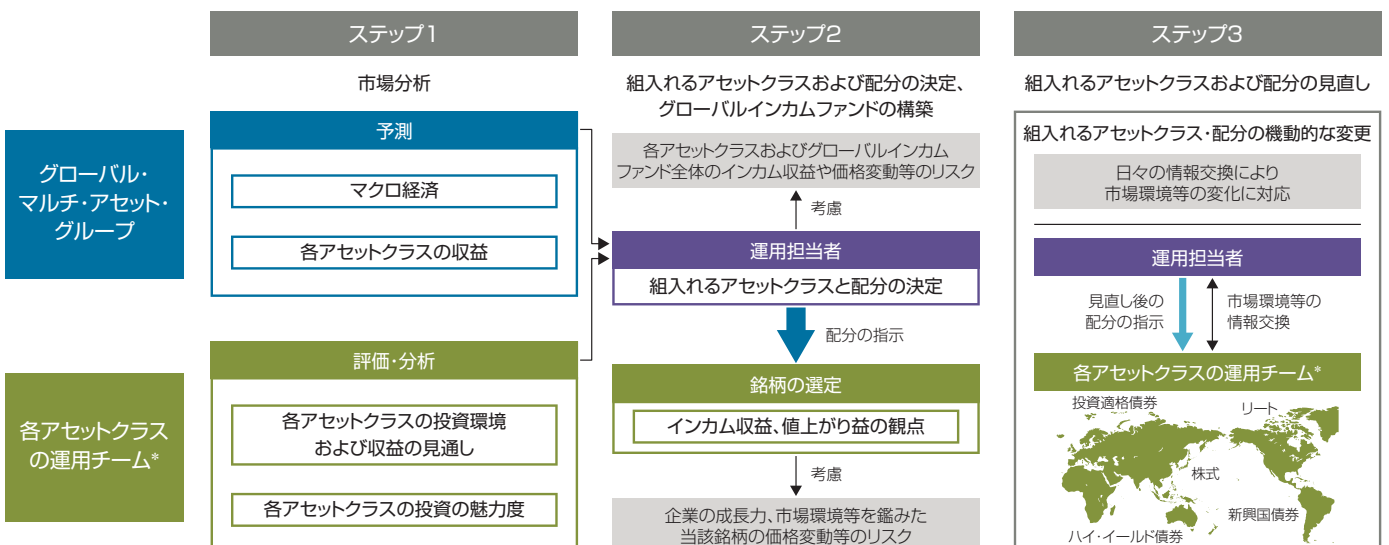 ステップ1
ステップ2
ステップ3
市場分析
組入れるアセットクラスおよび配分の決定、
グローバルインカムファンドの構築
組入れるアセットクラスおよび配分の見直し
グローバル・
マルチ・アセット・
グループ
予測
マクロ経済
各アセットクラスの収益
各アセットクラス
の運用チーム*
評価・分析
各アセットクラスの投資環境
および収益の見通し
各アセットクラスの投資の魅力度
各アセットクラスおよびグローバルインカム
ファンド全体のインカム収益や価格変動等のリスク
考慮
運用担当者
組入れるアセットクラスと配分の決定
配分の指示
銘柄の選定
インカム収益、値上がり益の観点
考慮
企業の成長力、市場環境等を鑑みた
当該銘柄の価格変動等のリスク
組入れるアセットクラス・配分の機動的な変更
日々の情報交換により
市場環境等の変化に対応
運用担当者
見直し後の
配分の指示
市場環境等の
情報交換
各アセットクラスの運用チーム*
投資適格債券
リート
株式
新興国債券
ハイ・イールド債券